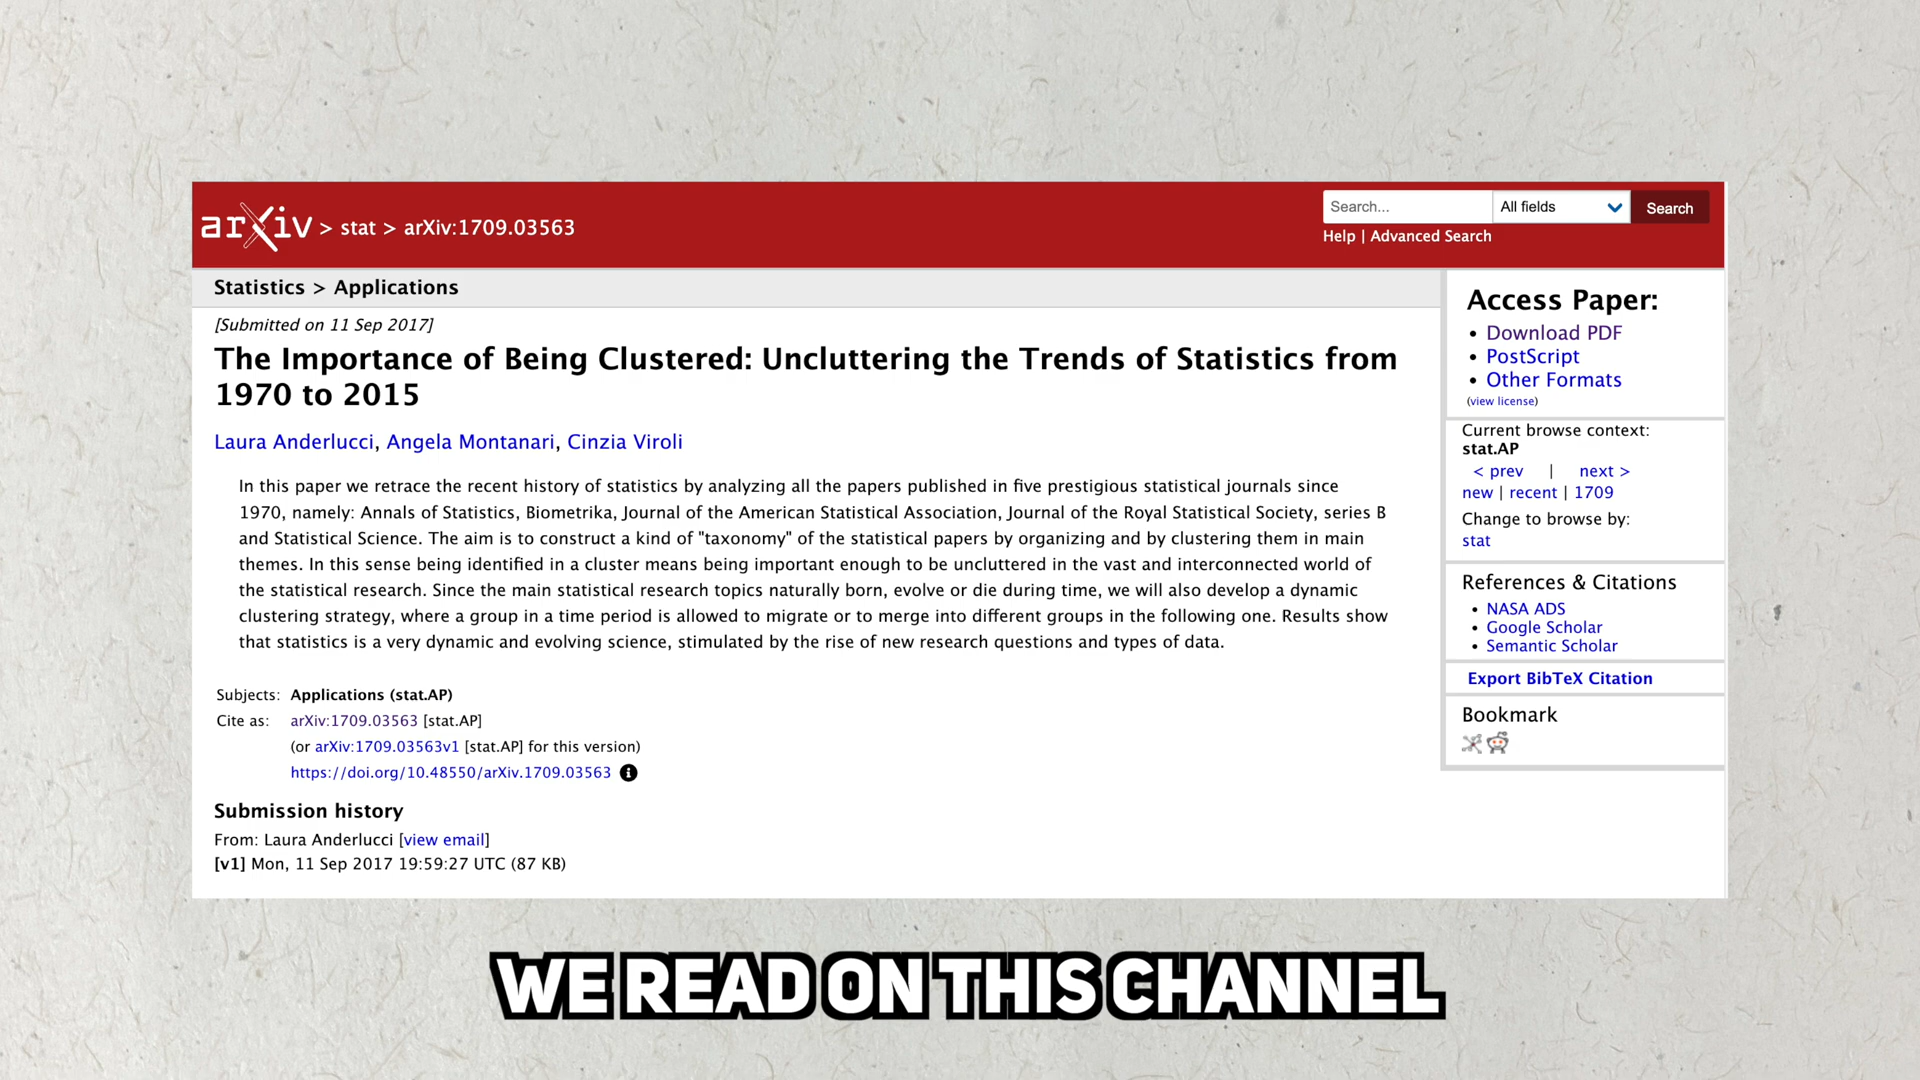 arXiv > stat > arXiv:1709.03563
Search...
All fields
Search
Help | Advanced Search
Statistics > Applications
[Submitted on 11 Sep 2017]
The Importance of Being Clustered: Uncluttering the Trends of Statistics from
1970 to 2015
Laura Anderlucci, Angela Montanari, Cinzia Viroli
In this paper we retrace the recent history of statistics by analyzing all the papers published in five prestigious statistical journals since
1970, namely: Annals of Statistics, Biometrika, Journal of the American Statistical Association, Journal of the Royal Statistical Society, series B
and Statistical Science. The aim is to construct a kind of "taxonomy" of the statistical papers by organizing and by clustering them in main
themes. In this sense being identified in a cluster means being important enough to be uncluttered in the vast and interconnected world of
the statistical research. Since the main statistical research topics naturally born, evolve or die during time, we will also develop a dynamic
clustering strategy, where a group in a time period is allowed to migrate or to merge into different groups in the following one. Results show
that statistics is a very dynamic and evolving science, stimulated by the rise of new research questions and types of data.
Subjects: Applications (stat.AP)
Cite as: arXiv:1709.03563 [stat.AP]
(or arXiv:1709.03563v1 [stat.AP] for this version)
https://doi.org/10.48550/arXiv.1709.03563
Submission history
From: Laura Anderlucci [view email]
[v1] Mon, 11 Sep 2017 19:59:27 UTC (87 KB)
Access Paper:
• Download PDF
• PostScript
• Other Formats
(view license)
Current browse context:
stat.AP
< prev | next >
new | recent | 1709
Change to browse by:
stat
References & Citations
• NASA ADS
• Google Scholar
• Semantic Scholar
Export BibTeX Citation
Bookmark
WE READ ON THIS CHANNEL